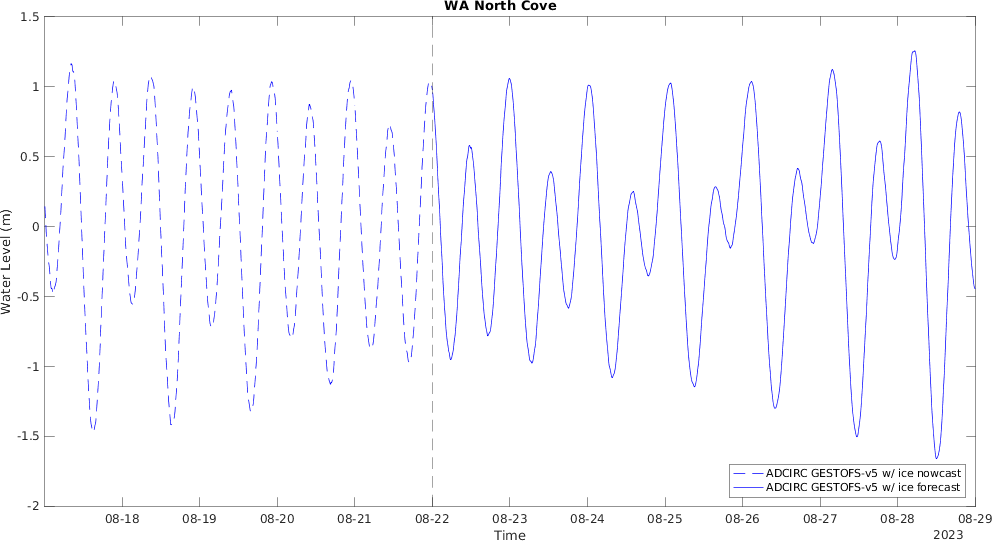 WA North Cove
1.5
1
0.5
0
-0.5
-1
-1.5
-2
Water Level (m)
08-18 08-19 08-20 08-21 08-22 08-23 08-24 08-25 08-26 08-27 08-28 08-29
Time
2023
ADCIRC GESTOFS-v5 w/ ice nowcast
ADCIRC GESTOFS-v5 w/ ice forecast